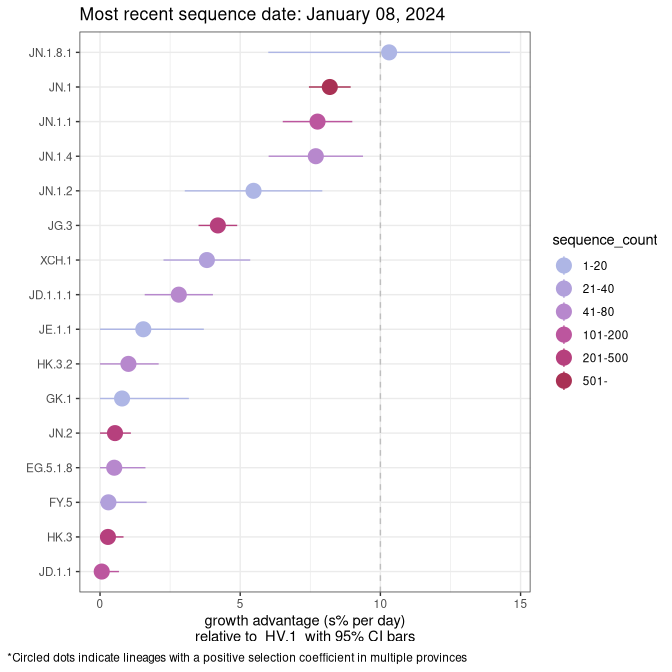 Most recent sequence date: January 08, 2024
JN.1.8.1
JN.1
JN.1.1
JN.1.4
JN.1.2
JG.3
XCH.1
JD.1.1.1
JE.1.1
HK.3.2
GK.1
JN.2
EG.5.1.8
FY.5
HK.3
JD.1.1
0 5 10 15
growth advantage (s% per day)
relative to HV.1 with 95% CI bars
sequence_count
1-20
21-40
41-80
101-200
201-500
501-
*Circled dots indicate lineages with a positive selection coefficient in multiple provinces